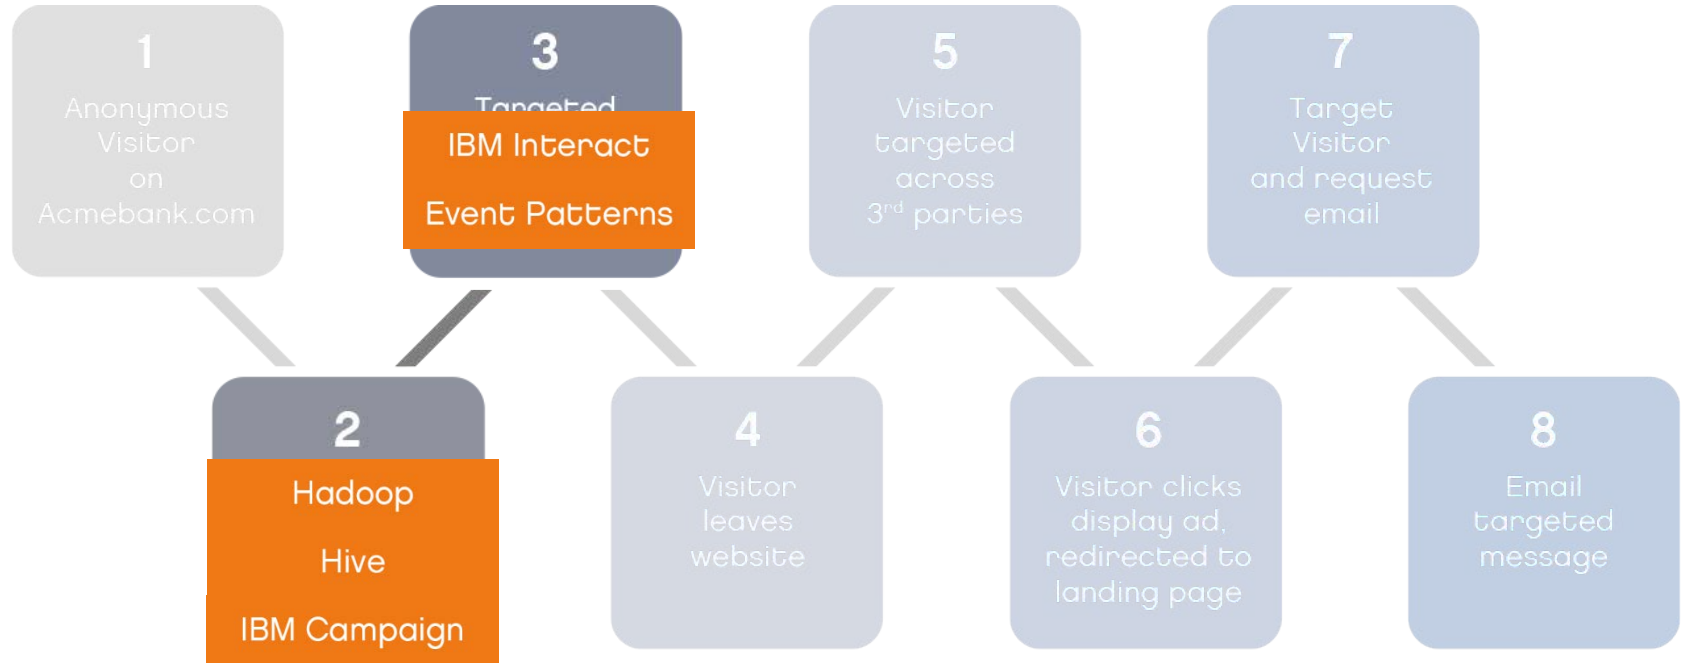 1
Anonymous
Visitor
on
Acmebank.com
2
Hadoop
Hive
IBM Campaign
3
Targeted
IBM Interact
Event Patterns
4
Visitor
leaves
website
5
Visitor
targeted
across
3rd parties
6
Visitor clicks
display ad,
redirected to
landing page
7
Target
Visitor
and request
email
8
Email
targeted
message